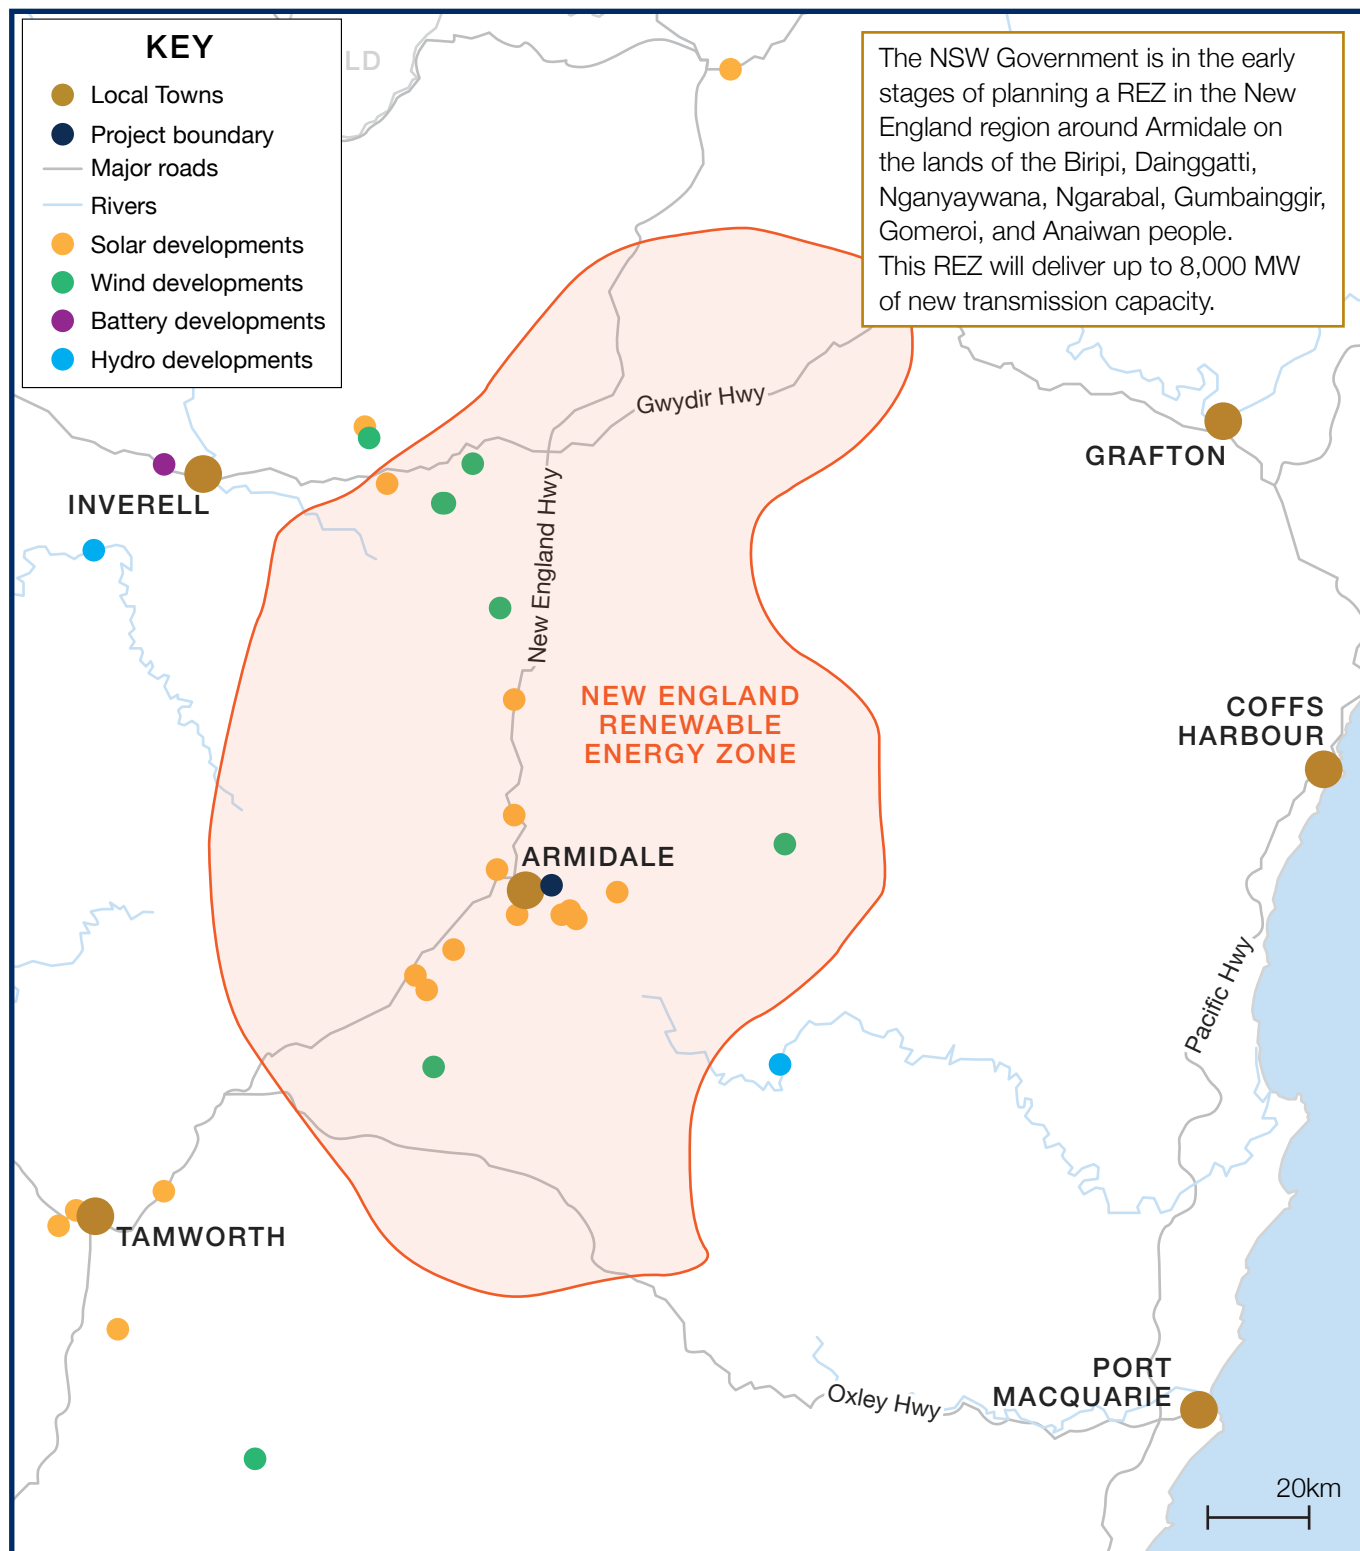 KEY
Local Towns
Project boundary
Major roads
Rivers
Solar developments
Wind developments
Battery developments
Hydro developments
LD
The NSW Government is in the early
stages of planning a REZ in the New
England region around Armidale on
the lands of the Biripi, Dainggatti,
Nganyaywana, Ngarabal, Gumbainggir,
Gomeroi, and Anaiwan people.
This REZ will deliver up to 8,000 MW
of new transmission capacity.
Gwydir Hwy
GRAFTON
INVERELL
New England Hwy
NEW ENGLAND
RENEWABLE
ENERGY ZONE
COFFS
HARBOUR
ARMIDALE
Pacific Hwy
TAMWORTH
PORT
MACQUARIE
Oxley Hwy
20km